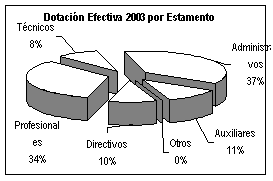 Dotación Efectiva 2003 por Estamento
Técnicos
8%
Administrati
vos
37%
Profesional
es
34%
Directivos
10%
Otros
0%
Auxiliares
11%